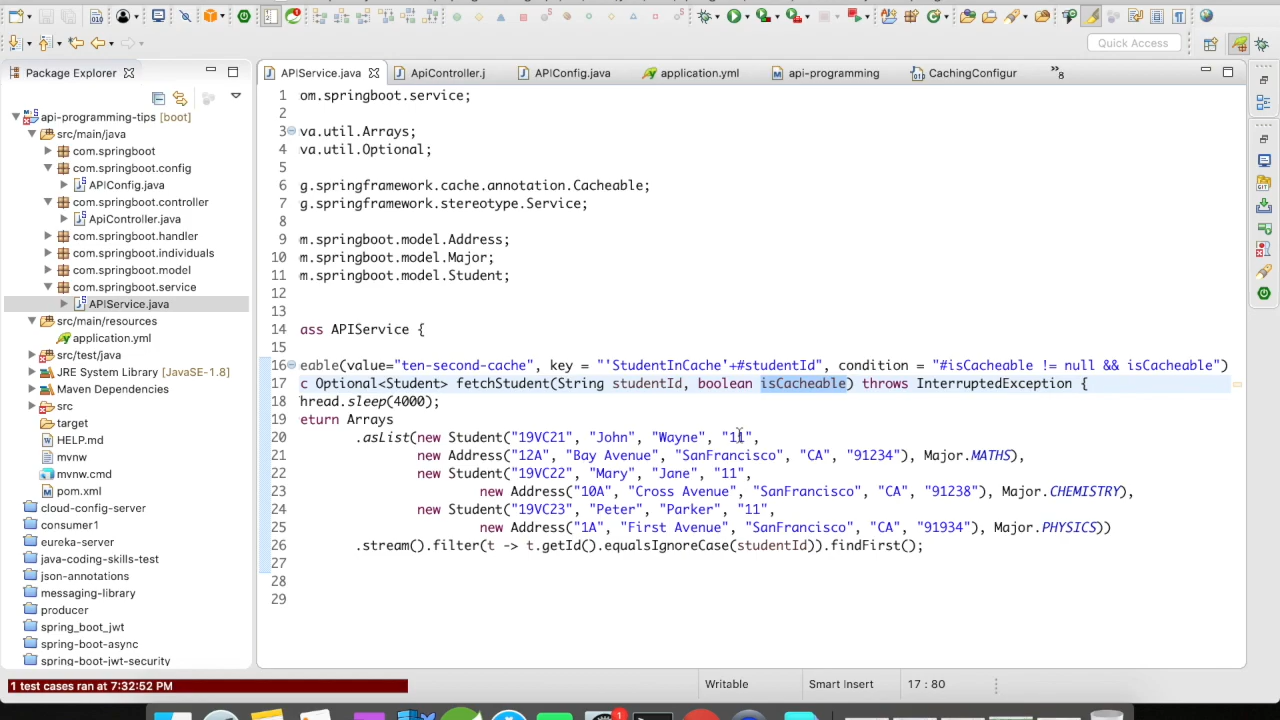 Quick Access
Package Explorer
APIService.java
ApiController.j
APIConfig.java
application.yml
api-programming
CachingConfigur
»8
api-programming-tips [boot]
src/main/java
com.springboot
com.springboot.config
APIConfig.java
com.springboot.controller
ApiController.java
com.springboot.handler
com.springboot.individuals
com.springboot.model
com.springboot.service
APIService.java
src/main/resources
application.yml
src/test/java
JRE System Library [JavaSE-1.8]
Maven Dependencies
src
target
HELP.md
mvnw
mvnw.cmd
pom.xml
cloud-config-server
consumer1
eureka-server
java-coding-skills-test
json-annotations
messaging-library
producer
spring_boot_jwt
spring-boot-async
spring-boot-jwt-security
1 om.springboot.service;
2
3 va.util.Arrays;
4 va.util.Optional;
5
6 g.springframework.cache.annotation.Cacheable;
7 g.springframework.stereotype.Service;
8
9 m.springboot.model.Address;
10 m.springboot.model.Major;
11 m.springboot.model.Student;
12
13
14 ass APIService {
15
16 eable(value="ten-second-cache", key = "'StudentInCache'+#studentId", condition = "#isCacheable != null && isCacheable")
17 c Optional<Student> fetchStudent(String studentId, boolean isCacheable) throws InterruptedException {
18 hread.sleep(4000);
19 eturn Arrays
20 .asList(new Student("19VC21", "John", "Wayne", "11",
21 new Address("12A", "Bay Avenue", "SanFrancisco", "CA", "91234"), Major.MATHS),
22 new Student("19VC22", "Mary", "Jane", "11",
23 new Address("10A", "Cross Avenue", "SanFrancisco", "CA", "91238"), Major.CHEMISTRY),
24 new Student("19VC23", "Peter", "Parker", "11",
25 new Address("1A", "First Avenue", "SanFrancisco", "CA", "91934"), Major.PHYSICS))
26 .stream().filter(t -> t.getId().equalsIgnoreCase(studentId)).findFirst();
27
28
29
1 test cases ran at 7:32:52 PM
Writable
Smart Insert
17 : 80
1